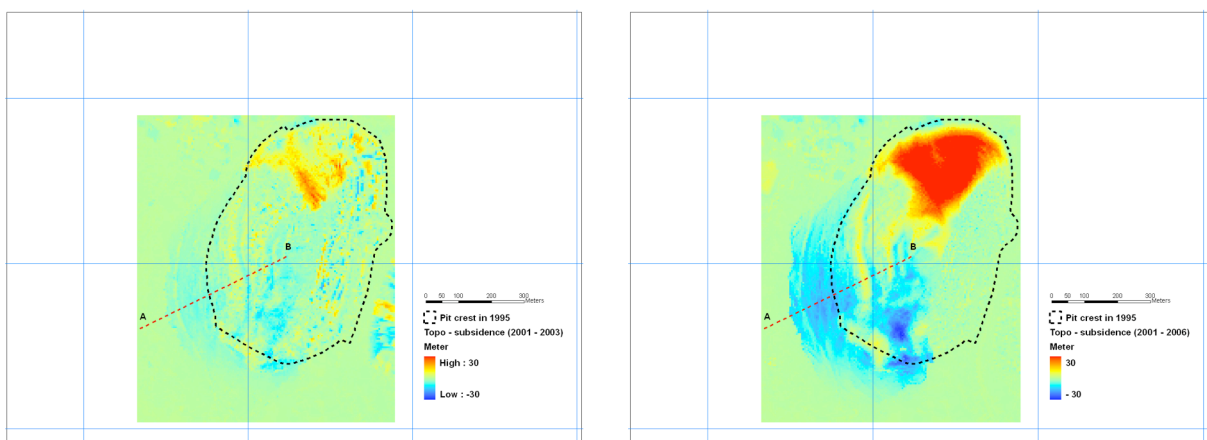 B
A
0 50 100 200 300
Meters
Pit crest in 1995
Topo - subsidence (2001 - 2003)
Meter
High : 30
Low : -30
B
A
0 50 100 200 300
Meters
Pit crest in 1995
Topo - subsidence (2001 - 2006)
Meter
30
- 30